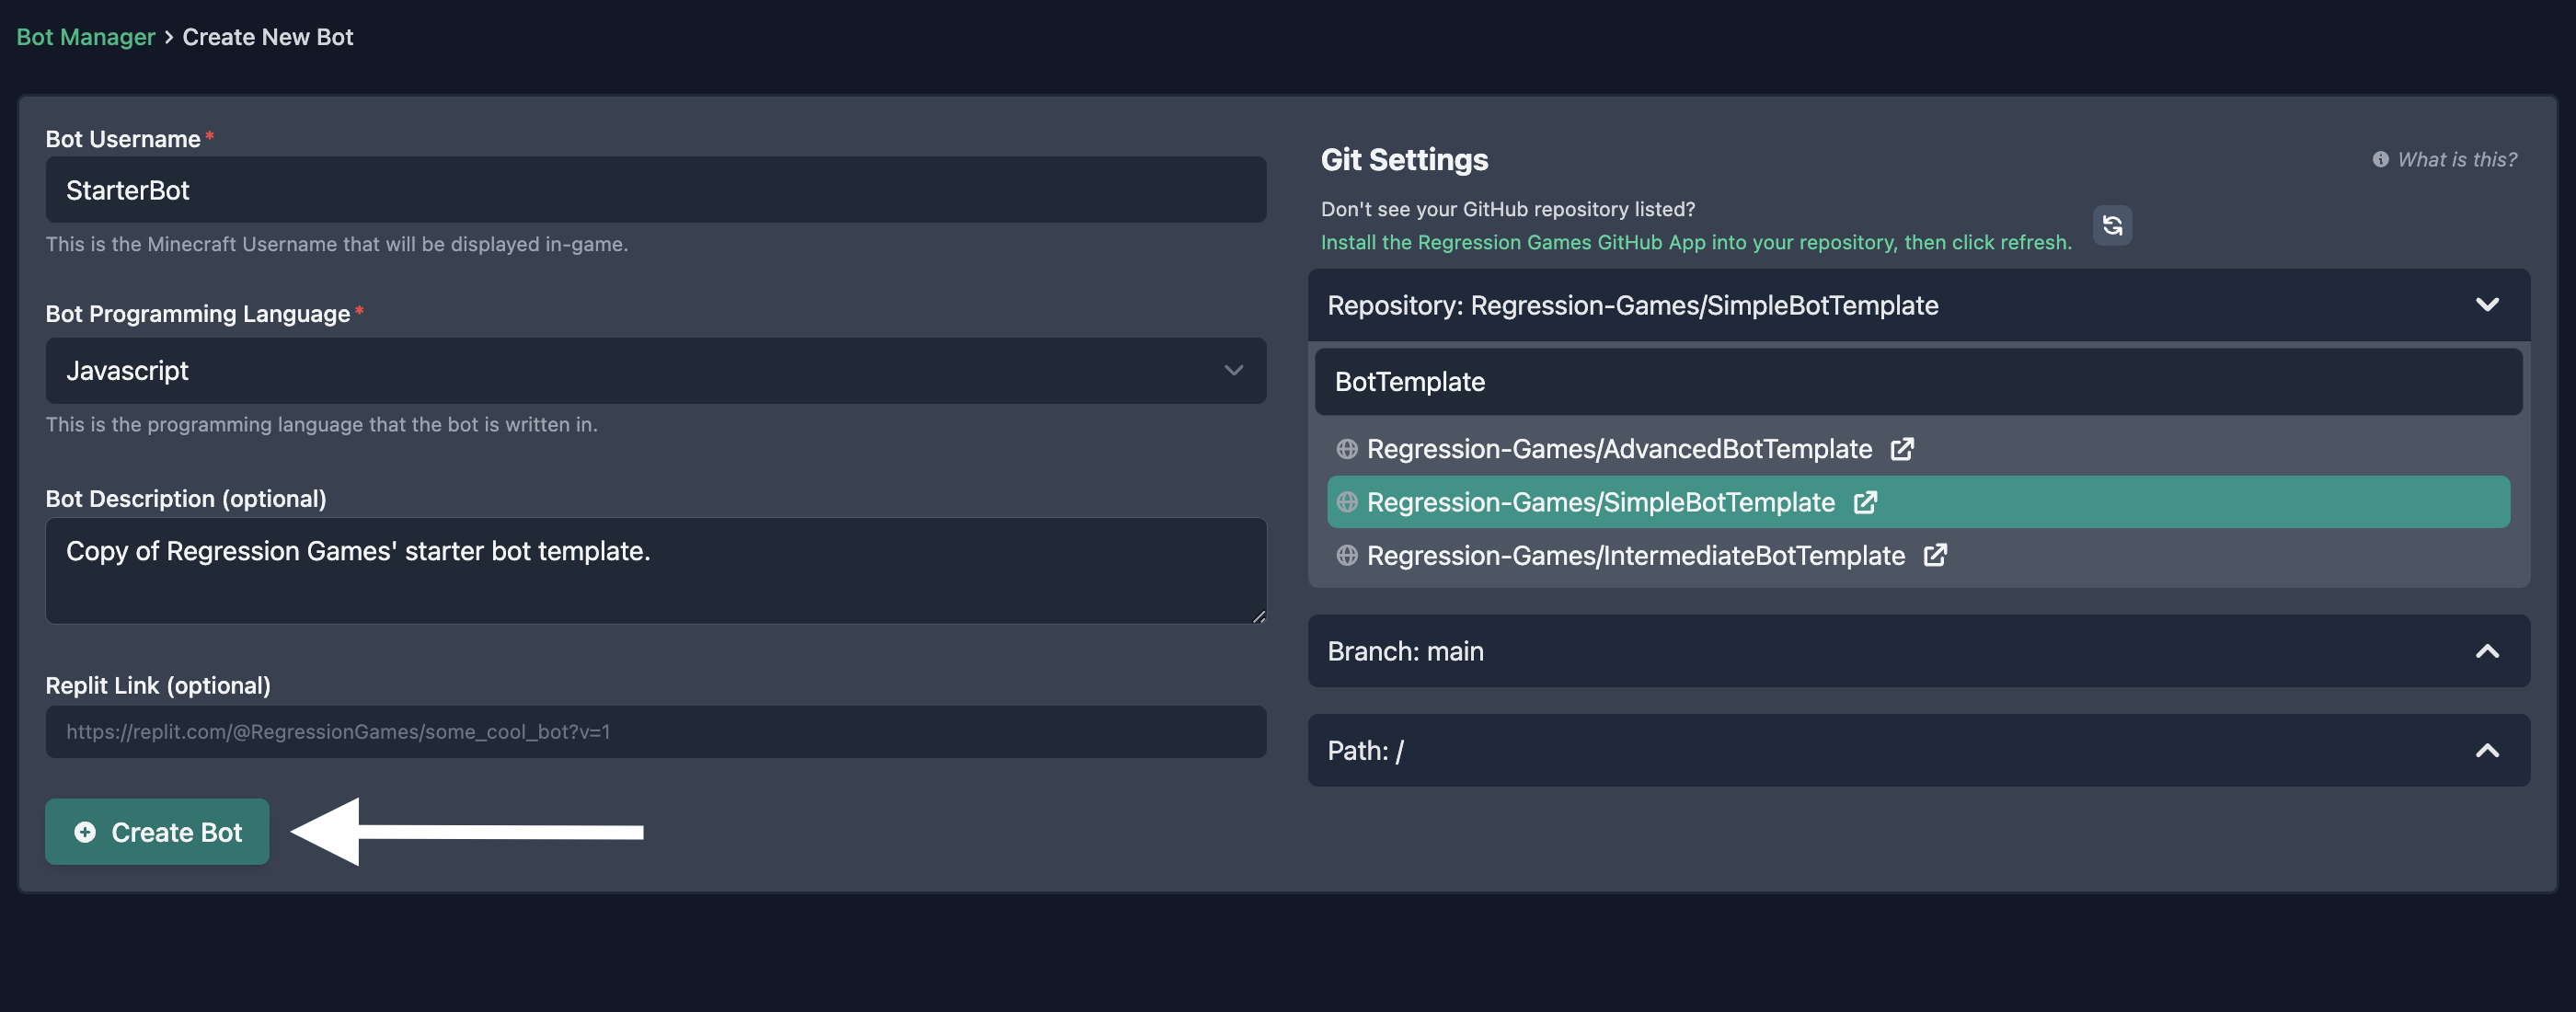 Bot Manager > Create New Bot
Bot Username*
StarterBot
This is the Minecraft Username that will be displayed in-game.
Bot Programming Language*
Javascript
This is the programming language that the bot is written in.
Bot Description (optional)
Copy of Regression Games' starter bot template.
Replit Link (optional)
https://replit.com/@RegressionGames/some_cool_bot?v=1
Create Bot
Git Settings
What is this?
Don't see your GitHub repository listed?
Install the Regression Games GitHub App into your repository, then click refresh.
Repository: Regression-Games/SimpleBotTemplate
BotTemplate
Regression-Games/AdvancedBotTemplate
Regression-Games/SimpleBotTemplate
Regression-Games/IntermediateBotTemplate
Branch: main
Path: /